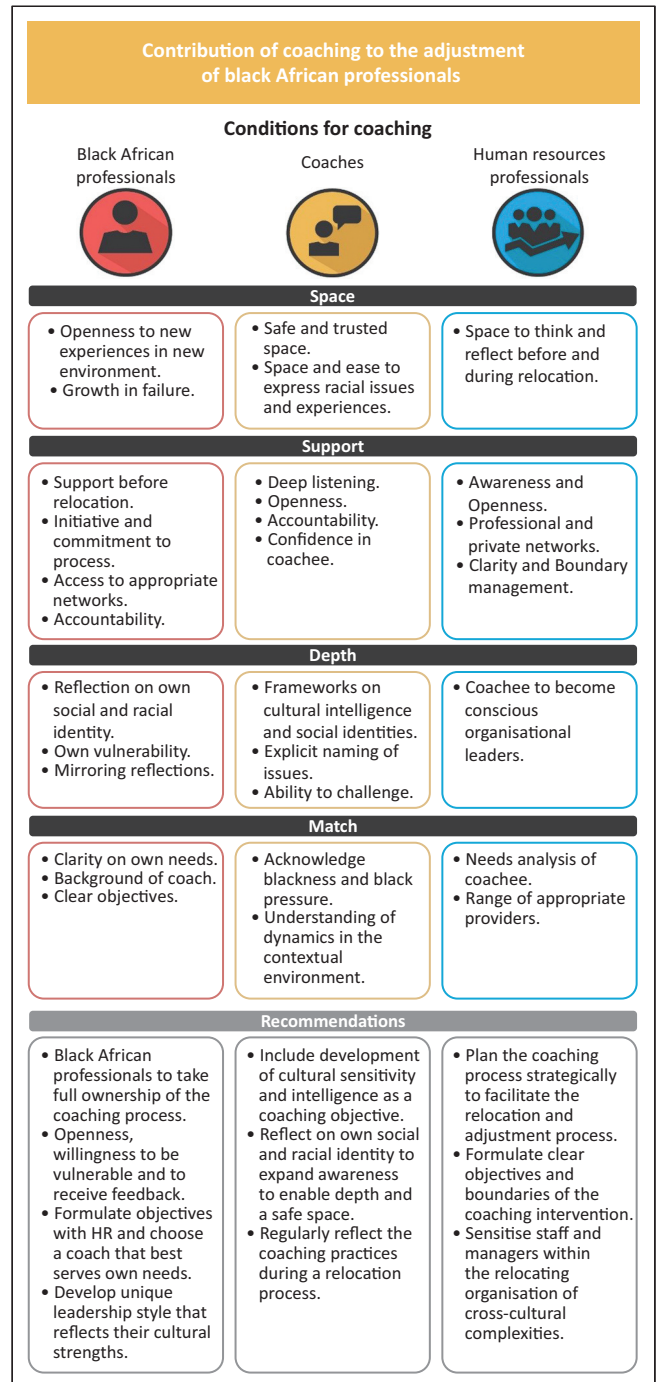 Contribution of coaching to the adjustment
of black African professionals
Conditions for coaching
Black African
professionals
Coaches
Human resources
professionals
Space
• Openness to new
experiences in new
environment.
• Growth in failure.
• Safe and trusted
space.
• Space and ease to
express racial issues
and experiences.
• Space to think and
reflect before and
during relocation.
Support
• Support before
relocation.
• Initiative and
commitment to
process.
• Access to appropriate
networks.
• Accountability.
• Deep listening.
• Openness.
• Accountability.
• Confidence in
coachee.
• Awareness and
Openness.
• Professional and
private networks.
• Clarity and Boundary
management.
Depth
• Reflection on own
social and racial
identity.
• Own vulnerability.
• Mirroring reflections.
• Frameworks on
cultural intelligence
and social identities.
• Explicit naming of
issues.
• Ability to challenge.
• Coachee to become
conscious
organisational
leaders.
Match
• Clarity on own needs.
• Background of coach.
• Clear objectives.
• Acknowledge
blackness and black
pressure.
• Understanding of
dynamics in the
contextual
environment.
• Needs analysis of
coachee.
• Range of appropriate
providers.
Recommendations
• Black African
professionals to take
full ownership of the
coaching process.
• Openness,
willingness to be
vulnerable and to
receive feedback.
• Formulate objectives
with HR and choose
a coach that best
serves own needs.
• Develop unique
leadership style that
reflects their cultural
strengths.
• Include development
of cultural sensitivity
and intelligence as a
coaching objective.
• Reflect on own social
and racial identity to
expand awareness
to enable depth and
a safe space.
• Regularly reflect the
coaching practices
during a relocation
process.
• Plan the coaching
process strategically
to facilitate the
relocation and
adjustment process.
• Formulate clear
objectives and
boundaries of the
coaching intervention.
• Sensitise staff and
managers within
the relocating
organisation of
cross-cultural
complexities.